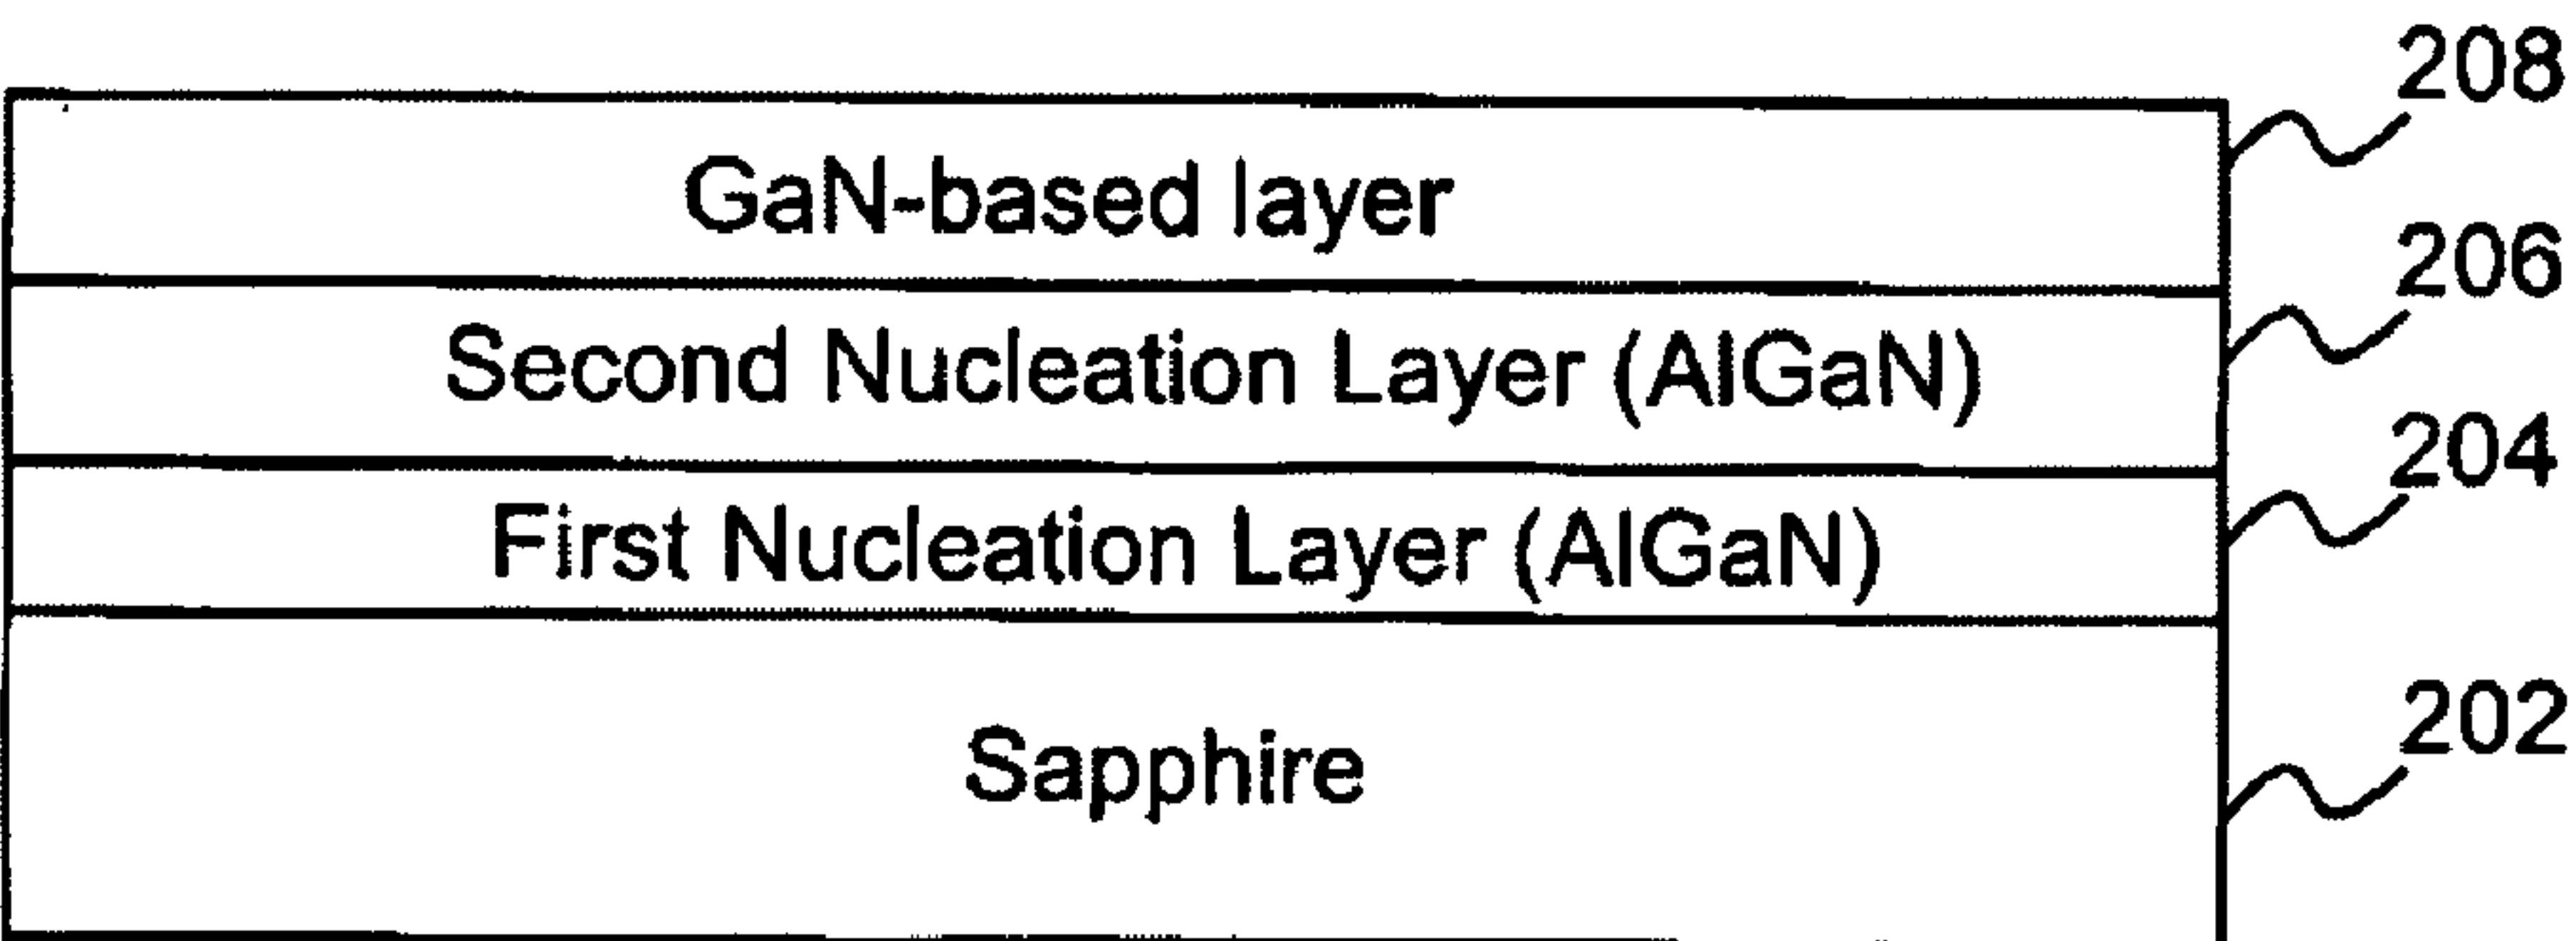 208
GaN-based layer
206
Second Nucleation Layer (AlGaN)
204
First Nucleation Layer (AlGaN)
202
Sapphire